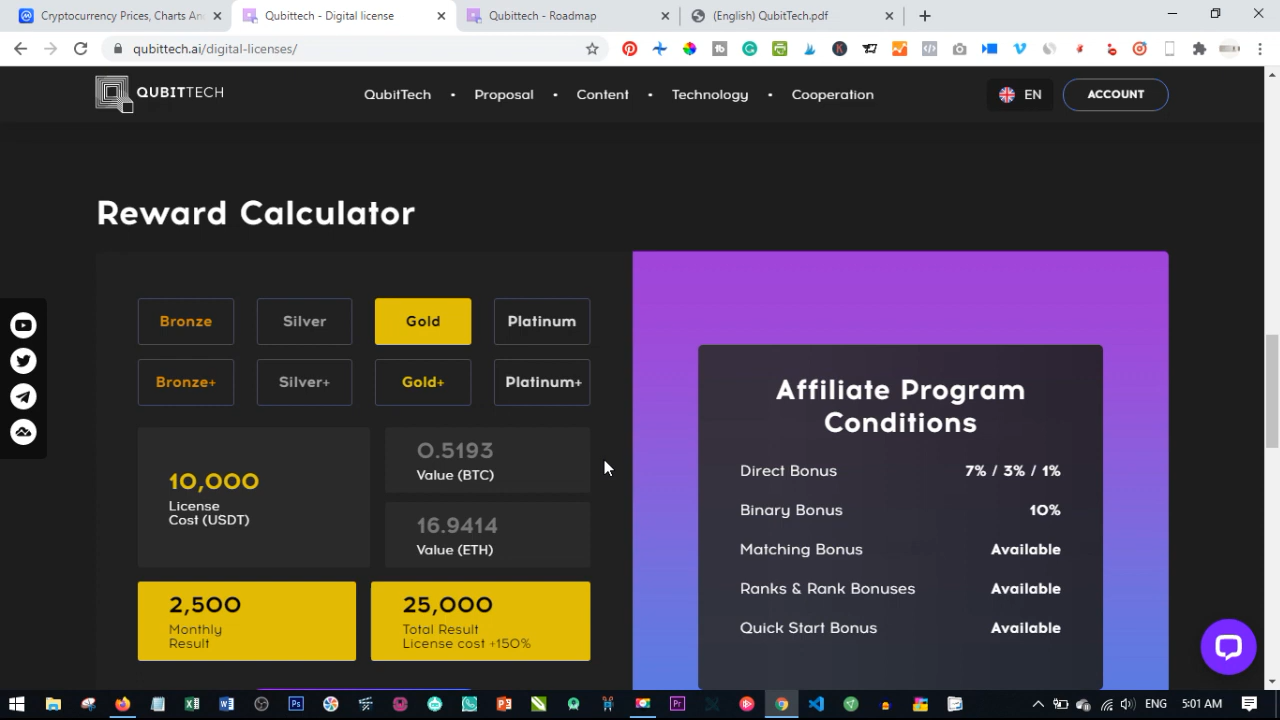 Cryptocurrency Prices, Charts An
Qubittech - Digital license
Qubittech - Roadmap
(English) QubitTech.pdf
qubittech.ai/digital-licenses/
QUBITTECH
QubitTech • Proposal • Content • Technology • Cooperation
EN
ACCOUNT
Reward Calculator
Bronze
Silver
Gold
Platinum
Bronze+
Silver+
Gold+
Platinum+
10,000
License
Cost (USDT)
0.5193
Value (BTC)
16.9414
Value (ETH)
2,500
Monthly
Result
25,000
Total Result
License cost +150%
Affiliate Program
Conditions
Direct Bonus 7% / 3% / 1%
Binary Bonus 10%
Matching Bonus Available
Ranks & Rank Bonuses Available
Quick Start Bonus Available
ENG 5:01 AM